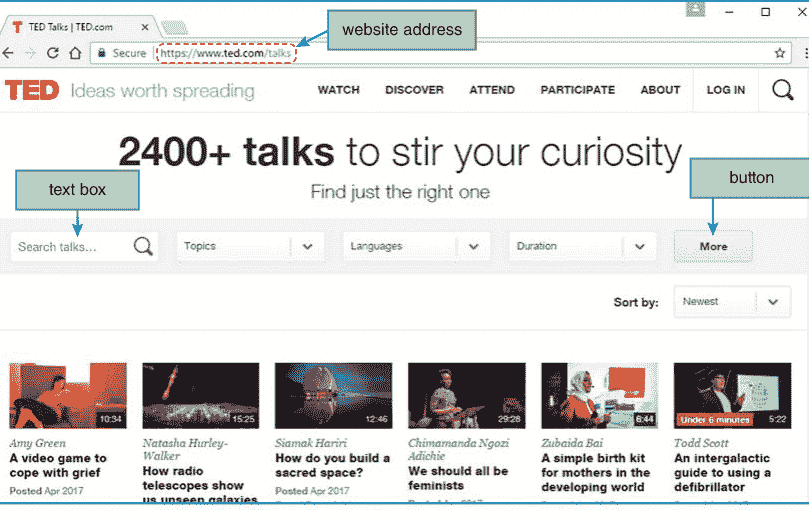 TED Talks | TED.com
website address
Secure https://www.ted.com/talks
TED Ideas worth spreading WATCH DISCOVER ATTEND PARTICIPATE ABOUT LOG IN
2400+ talks to stir your curiosity
text box
Find just the right one
button
Search talks... Topics Languages Duration More
Sort by: Newest
10:34 15:25 12:46 29:28 6:44 Under 6 minutes 5:22
Amy Green
A video game to
cope with grief
Posted Apr 2017
Natasha Hurley-
Walker
How radio
telescopes show
us unseen galaxies
Siamak Hariri
How do you build a
sacred space?
Posted Apr 2017
Chimamanda Ngozi
Adichie
We should all be
feminists
Zubaida Bai
A simple birth kit
for mothers in the
developing world
Todd Scott
An intergalactic
guide to using a
defibrillator